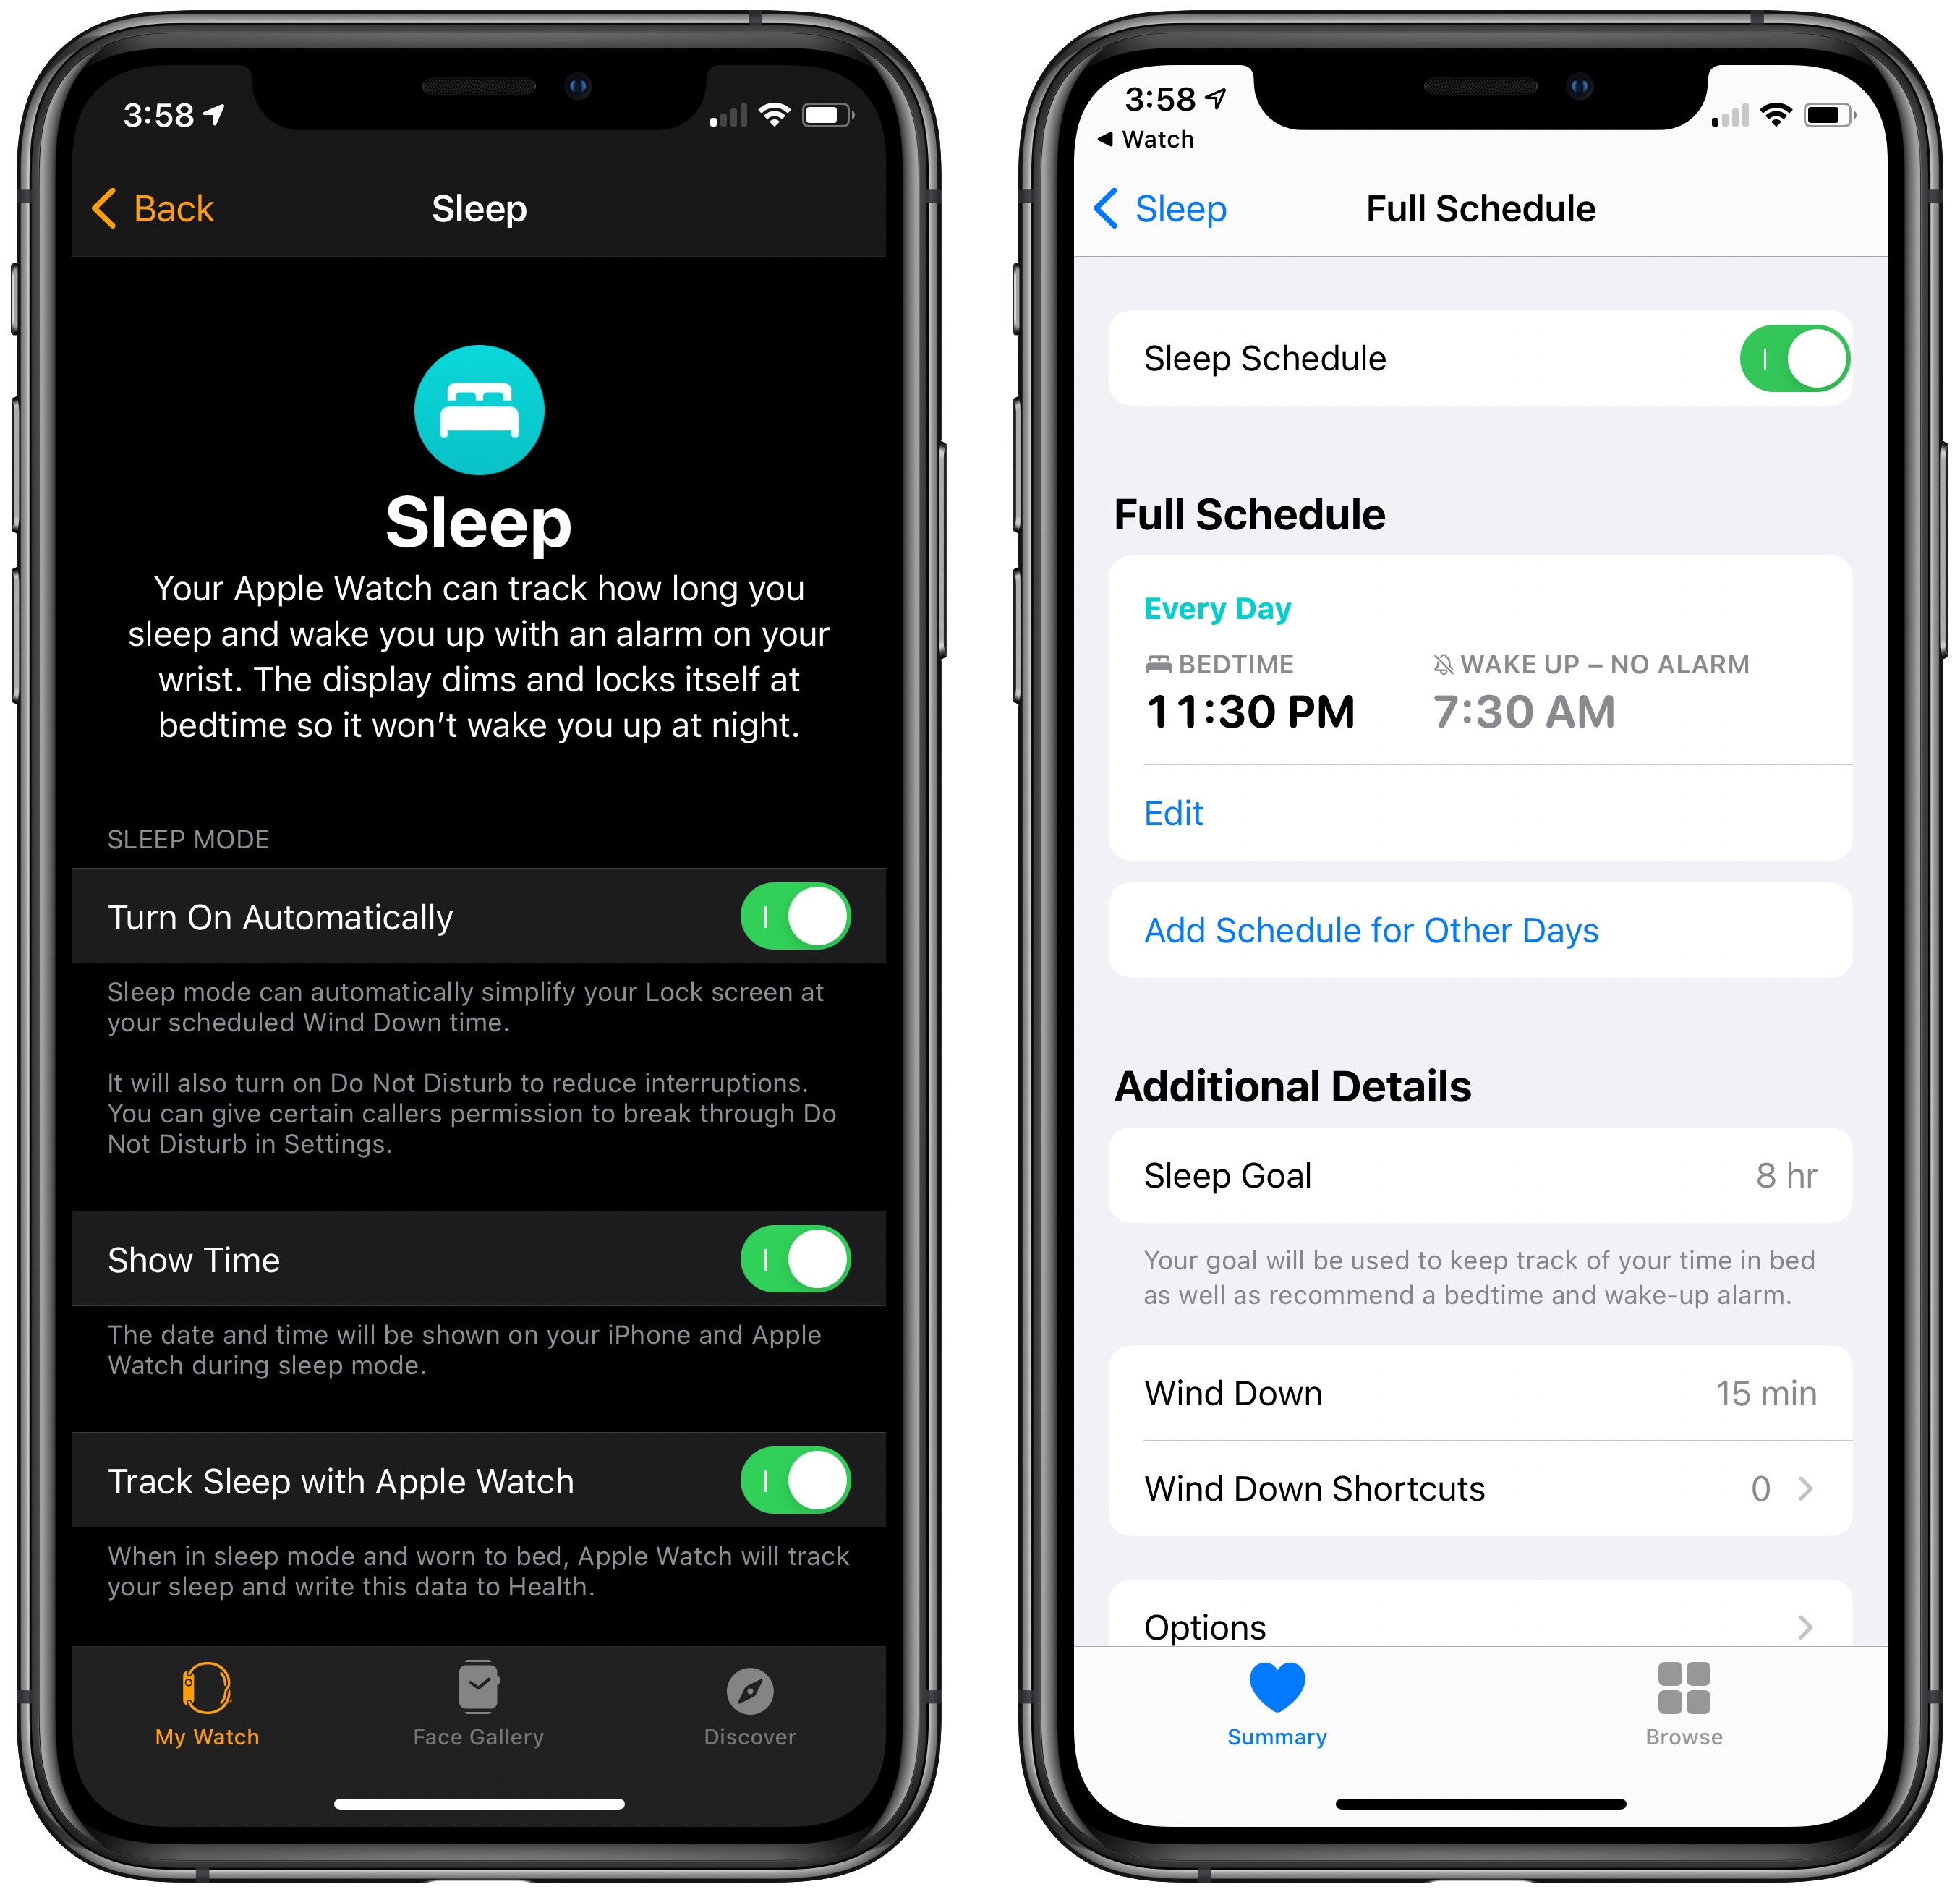 3:58
Back
Sleep
Sleep
Your Apple Watch can track how long you
sleep and wake you up with an alarm on your
wrist. The display dims and locks itself at
bedtime so it won’t wake you up at night.
SLEEP MODE
Turn On Automatically
Sleep mode can automatically simplify your Lock screen at
your scheduled Wind Down time.
It will also turn on Do Not Disturb to reduce interruptions.
You can give certain callers permission to break through Do
Not Disturb in Settings.
Show Time
The date and time will be shown on your iPhone and Apple
Watch during sleep mode.
Track Sleep with Apple Watch
When in sleep mode and worn to bed, Apple Watch will track
your sleep and write this data to Health.
My Watch
Face Gallery
Discover
3:58
Watch
Sleep
Full Schedule
Sleep Schedule
Full Schedule
Every Day
BEDTIME
11:30 PM
WAKE UP – NO ALARM
7:30 AM
Edit
Add Schedule for Other Days
Additional Details
Sleep Goal 8 hr
Your goal will be used to keep track of your time in bed
as well as recommend a bedtime and wake-up alarm.
Wind Down 15 min
Wind Down Shortcuts 0
Options
Summary
Browse